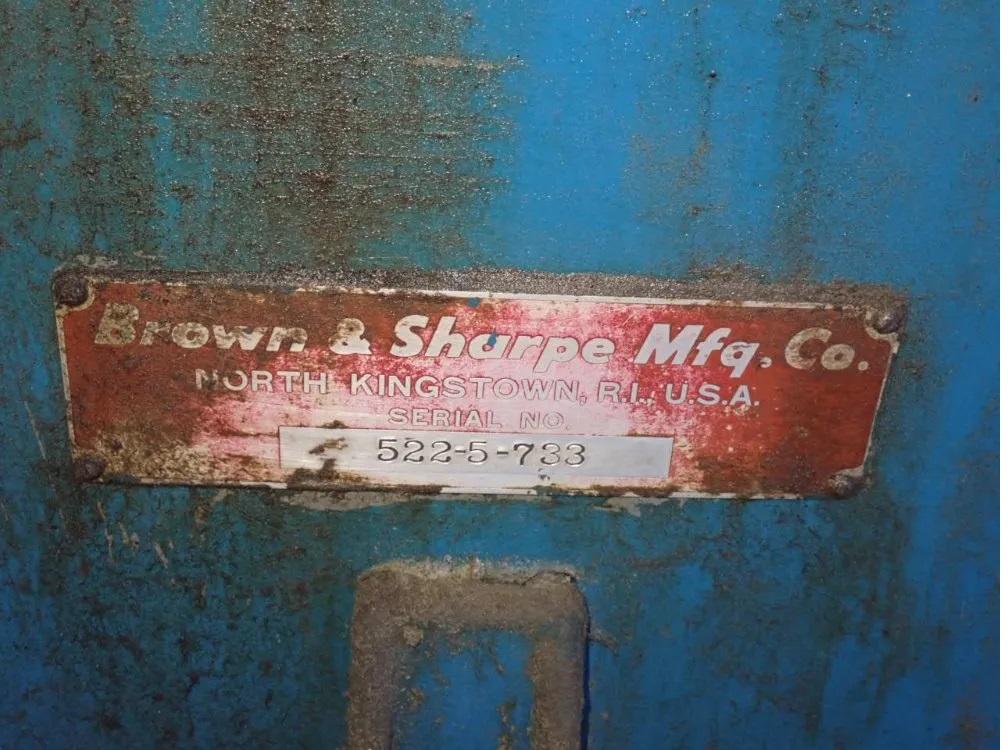 Brown & Sharpe Mfg. Co.
NORTH KINGSTOWN, R.I., U.S.A.
SERIAL NO.
522-5-733